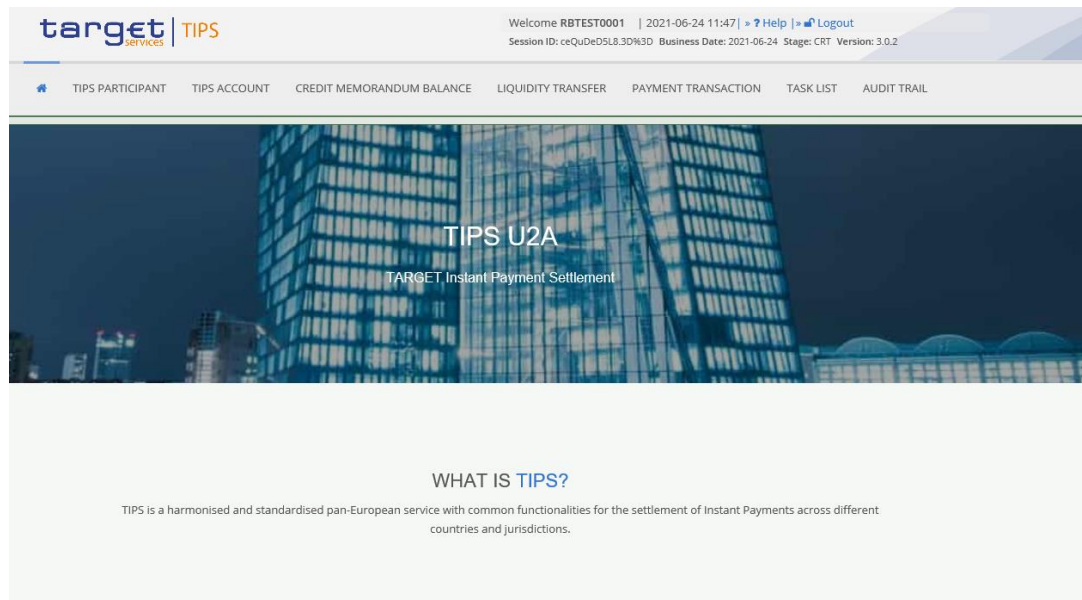 target services | TIPS
Welcome RBTEST0001 | 2021-06-24 11:47| » ? Help |» Logout
Session ID: ceQuDeD5L8.3D%3D Business Date: 2021-06-24 Stage: CRT Version: 3.0.2
TIPS PARTICIPANT TIPS ACCOUNT CREDIT MEMORANDUM BALANCE LIQUIDITY TRANSFER PAYMENT TRANSACTION TASK LIST AUDIT TRAIL
TIPS U2A
TARGET Instant Payment Settlement
WHAT IS TIPS?
TIPS is a harmonised and standardised pan-European service with common functionalities for the settlement of Instant Payments across different
countries and jurisdictions.